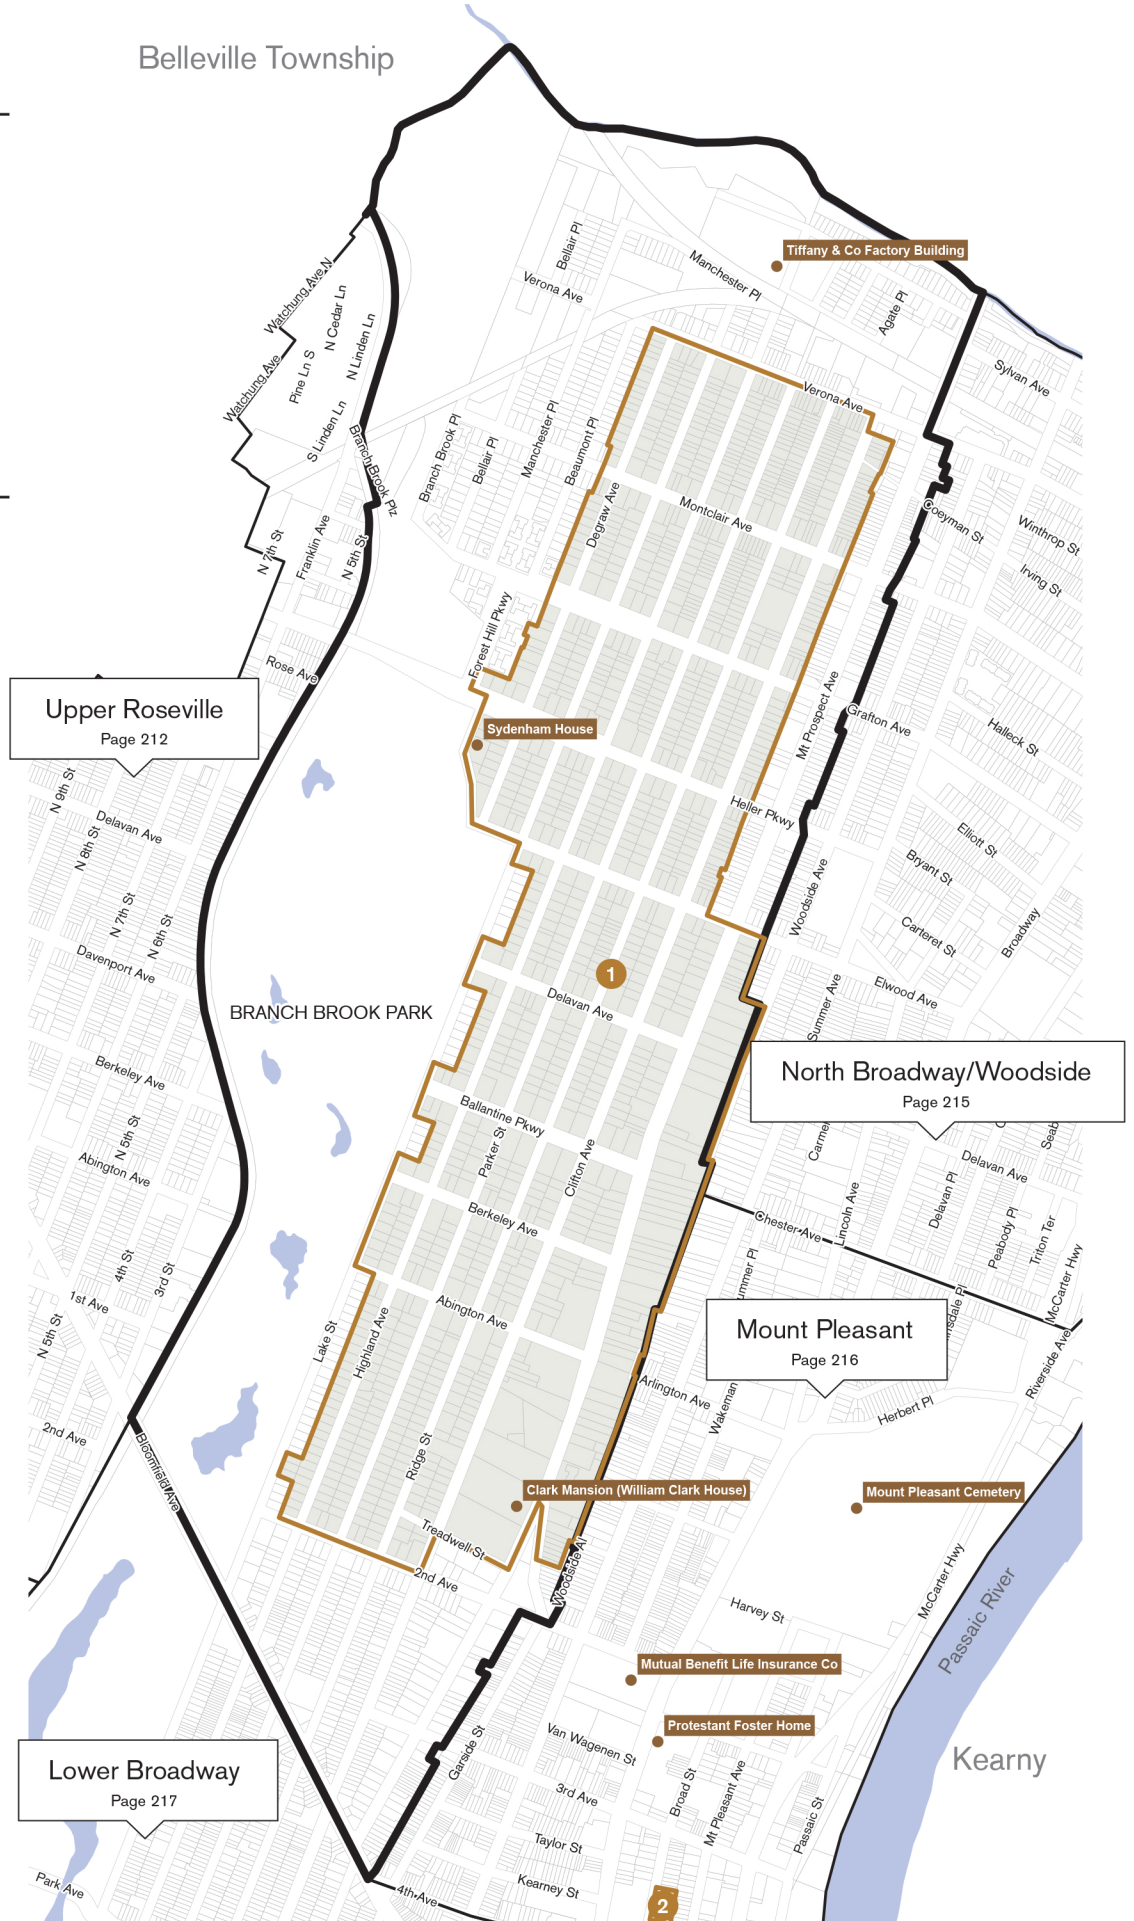 Belleville Township
Tiffany & Co Factory Building
Bellair Pl
Manchester Pl
Verona Ave
Watchung Ave N
N Cedar Ln
Agate Pl
N Linden Ln
Pine Ln S
Sylvan Ave
Watchung Ave
Verona Ave
S Linden Ln
Branch Brook Pl
Bellair Pl
Manchester Pl
Beaumont Pl
Branch Brook Plz
Degraw Ave
Montclair Ave
Coeyman St
Winthrop St
N 7th St
Franklin Ave
N 5th St
Irving St
Forest Hill Pkwy
Rose Ave
Upper Roseville
Page 212
Mt Prospect Ave
Grafton Ave
Sydenham House
Halleck St
N 9th St
Delavan Ave
Heller Pkwy
N 8th St
Elliott St
Bryant St
Woodside Ave
N 7th St
N 6th St
Carteret St
Broadway
Davenport Ave
1
Delavan Ave
Elwood Ave
BRANCH BROOK PARK
Summer Ave
North Broadway/Woodside
Page 215
Berkeley Ave
Ballantine Pkwy
N 5th St
Parker St
Clifton Ave
Abington Ave
Delavan Ave
Berkeley Ave
Chester Ave
Lincoln Ave
Delavan Pl
Peabody Pl
Triton Ter
McCarter Hwy
4th St
3rd St
1st Ave
Abington Ave
N 5th St
Lake St
Highland Ave
Mount Pleasant
Page 216
Riverside Ave
Arlington Ave
Wakeman
Herbert Pl
2nd Ave
Ridge St
Bloomfield Ave
Clark Mansion (William Clark House)
Mount Pleasant Cemetery
Treadwell St
2nd Ave
Woodside Al
McCarter Hwy
Harvey St
Passaic River
Mutual Benefit Life Insurance Co
Protestant Foster Home
Garside St
Van Wagenen St
Kearny
Lower Broadway
Page 217
3rd Ave
Broad St
Mt Pleasant Ave
Passaic St
Taylor St
Park Ave
4th Ave
Kearney St
2